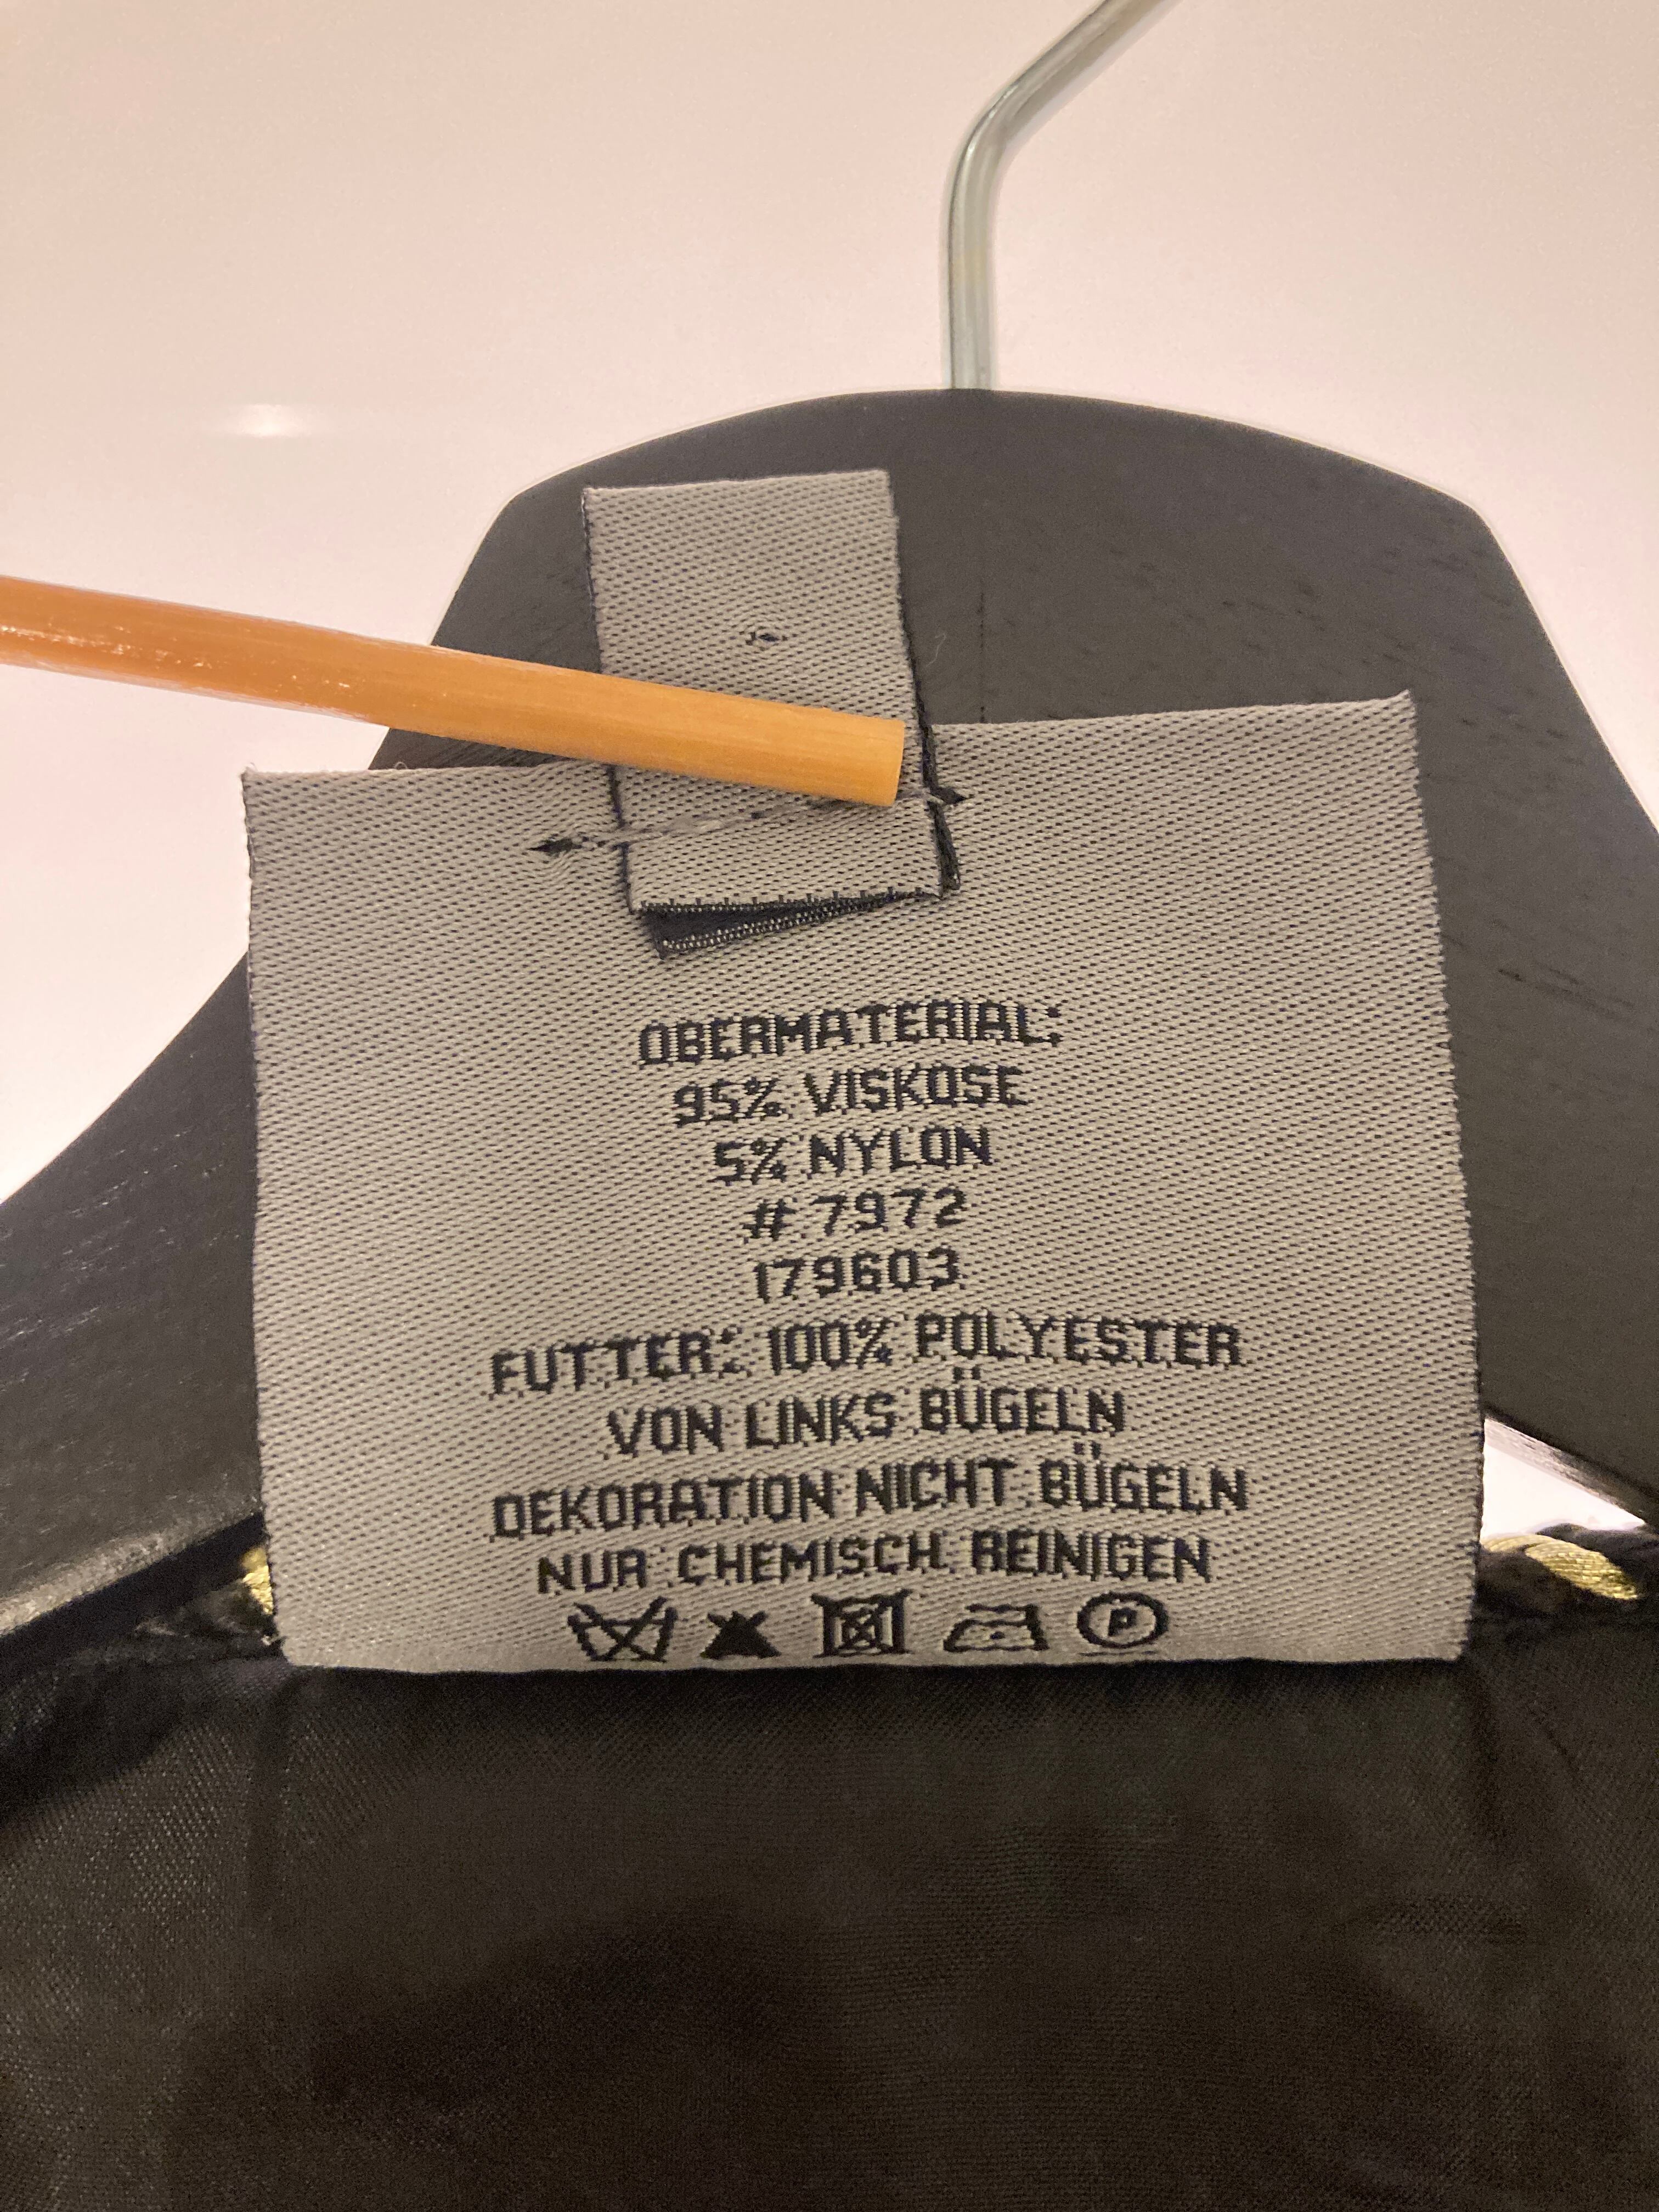 OBERMATERIAL:
95% VISKOSE
5% NYLON
# 7972
179603
FUTTER: 100% POLYESTER
VON LINKS BÜGELN
DEKORATION NICHT BÜGELN
NUR CHEMISCH REINIGEN
P